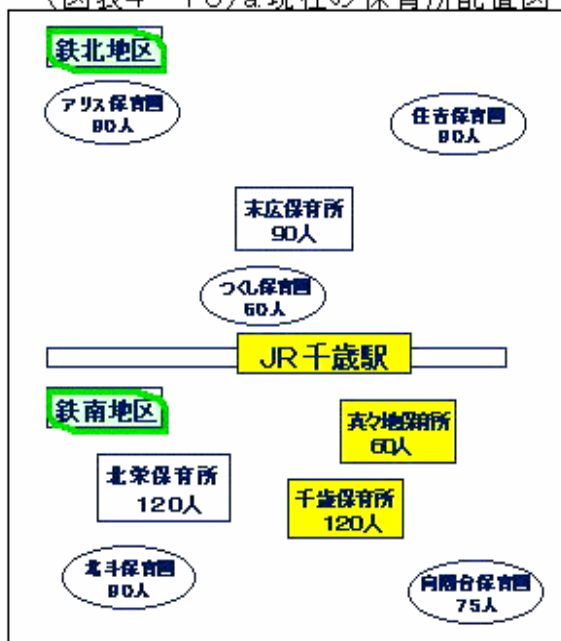 現在の保育所配置図
鉄北地区
アリス保育園
90人
住吉保育園
90人
末広保育所
90人
つくし保育園
60人
JR千歳駅
鉄南地区
真々地保育所
60人
北栄保育所
120人
千歳保育所
120人
北斗保育園
90人
向陽台保育園
75人